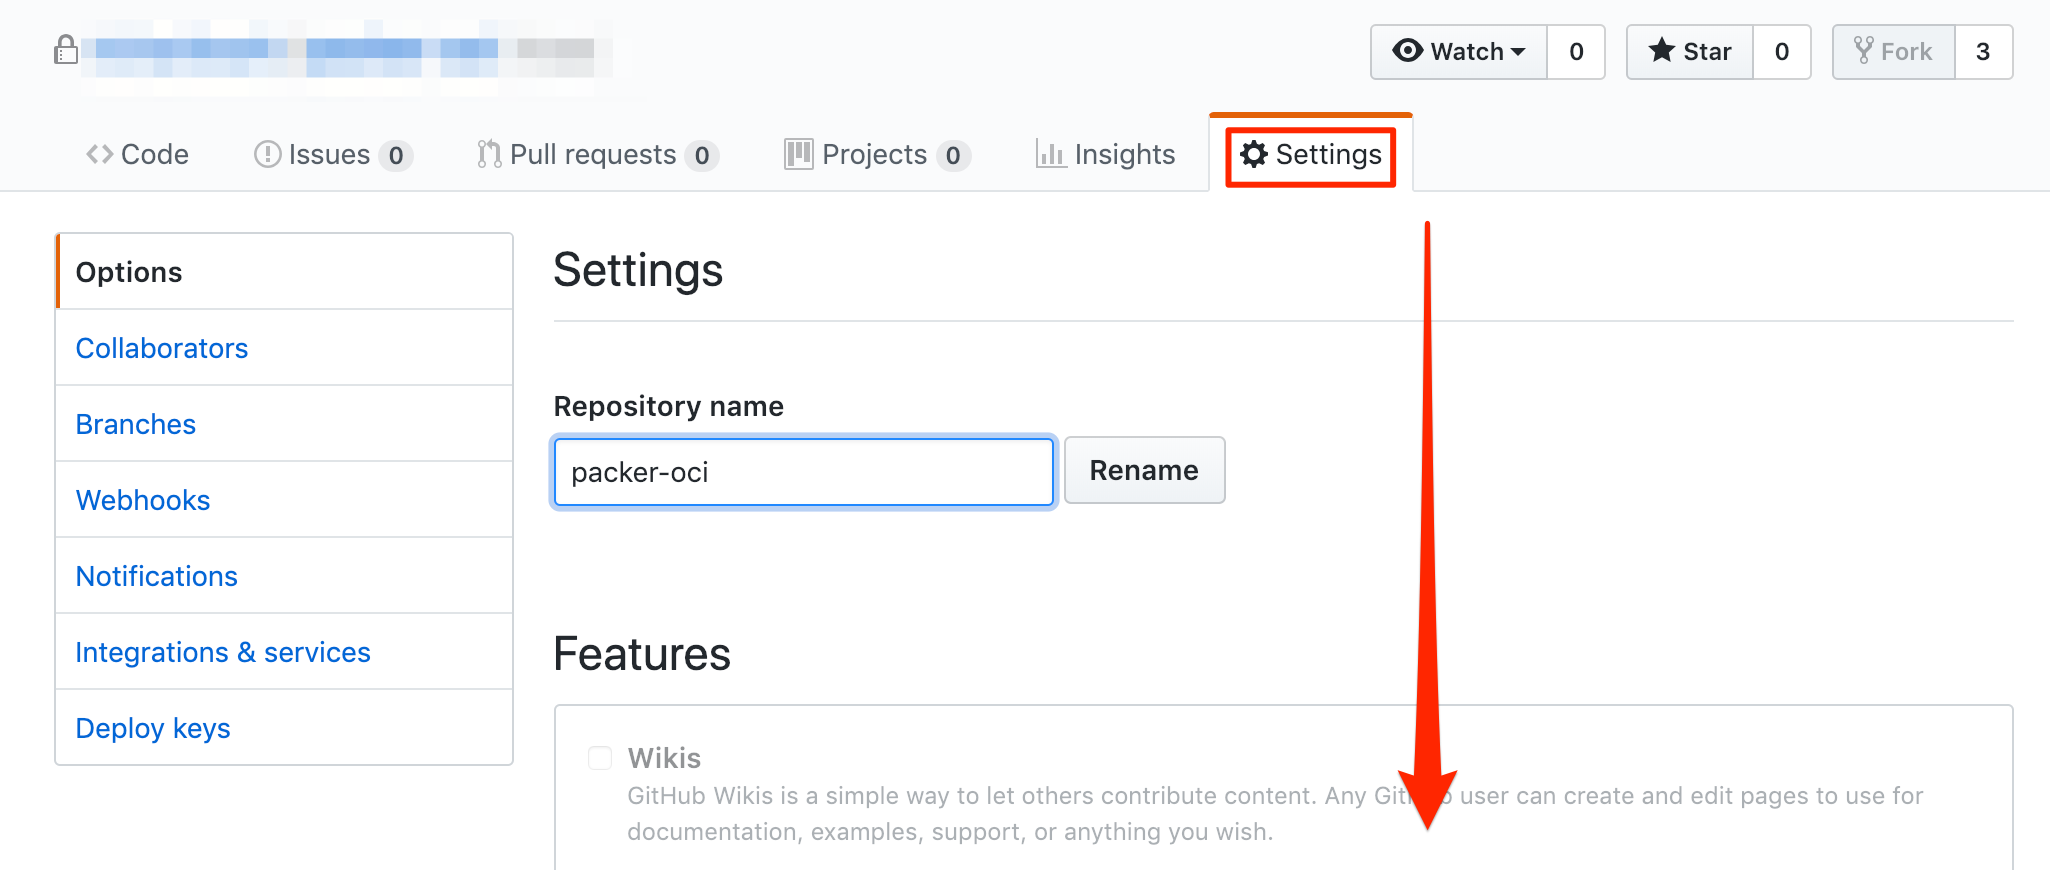 Watch 0 Star 0 Fork 3
Code Issues 0 Pull requests 0 Projects 0 Insights Settings
Options
Collaborators
Branches
Webhooks
Notifications
Integrations & services
Deploy keys
Settings
Repository name
packer-oci Rename
Features
Wikis
GitHub Wikis is a simple way to let others contribute content. Any GitHub user can create and edit pages to use for
documentation, examples, support, or anything you wish.